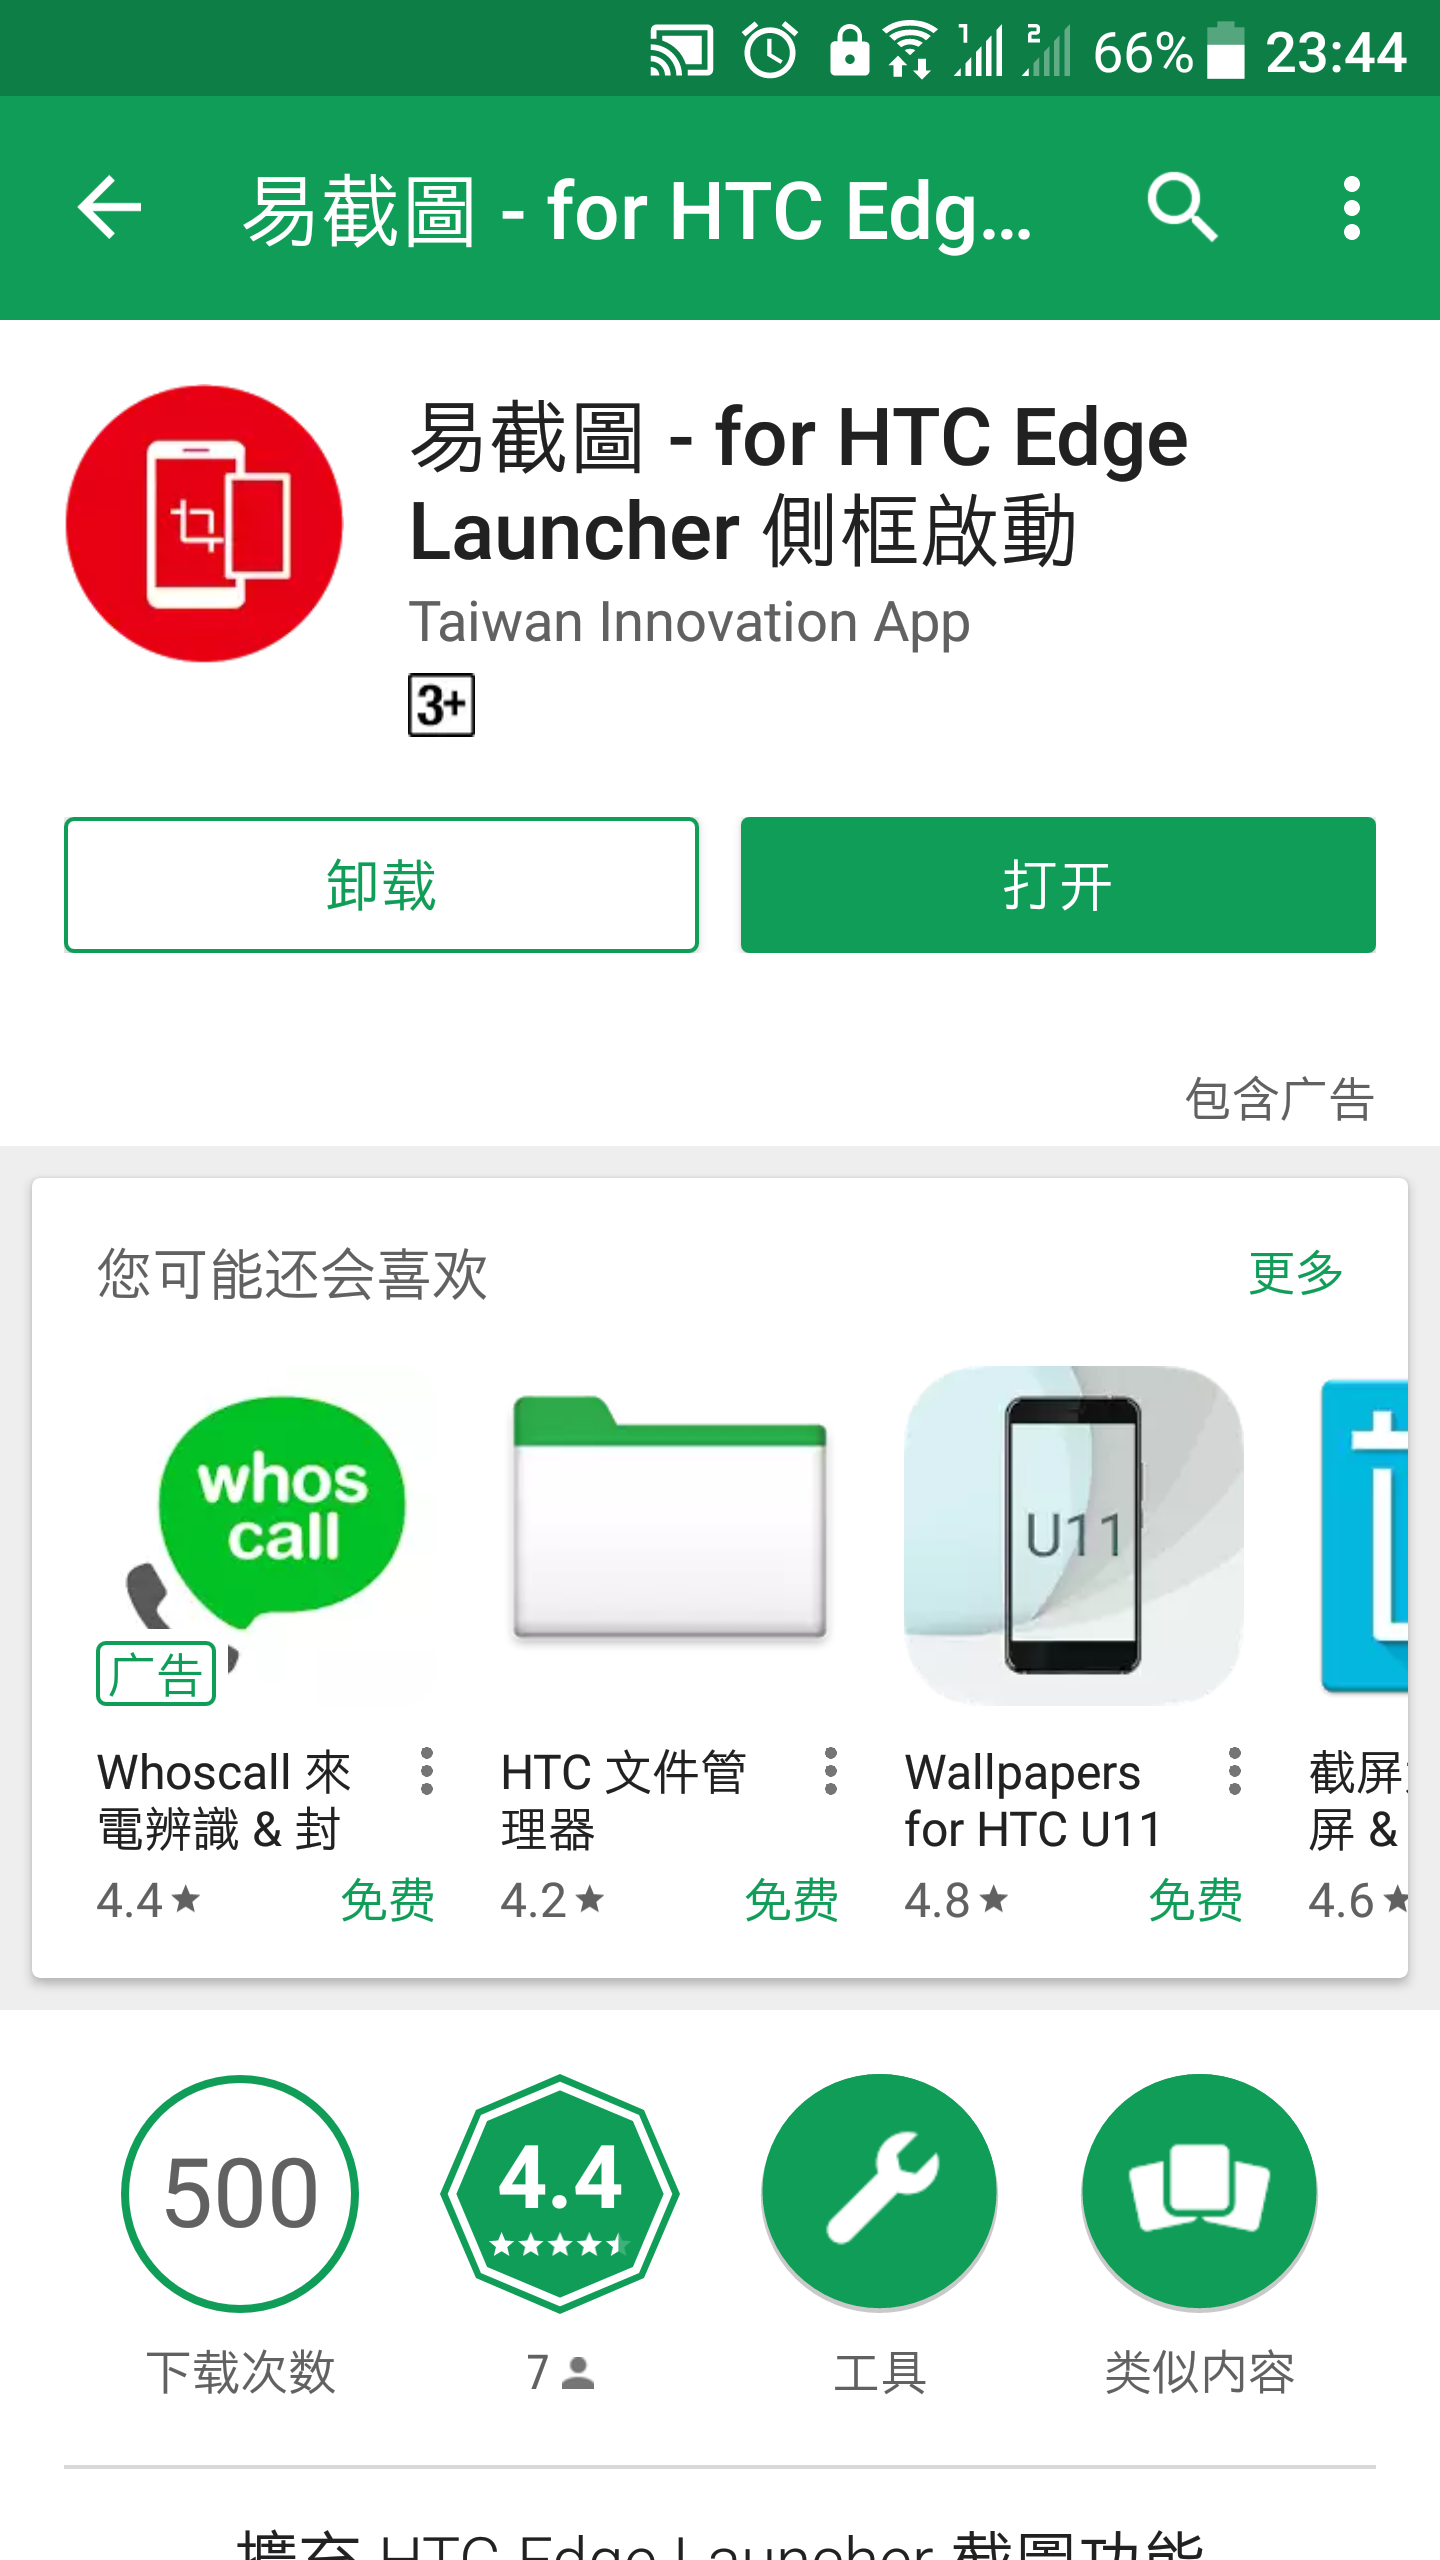 1 2 66% 23:44
易截圖 - for HTC Edg...
易截圖 - for HTC Edge
Launcher 側框啟動
Taiwan Innovation App
3+
卸载 打开
包含广告
您可能还会喜欢 更多
whos
call
U11
广告
Whoscall 來
電辨識 & 封
4.4★ 免费
HTC 文件管
理器
4.2★ 免费
Wallpapers
for HTC U11
4.8★ 免费
截屏
屏 &
4.6★
500
下载次数
4.4
★★★★
7
工具
类似内容
擴充 HTC Edge Launcher 截圖功能